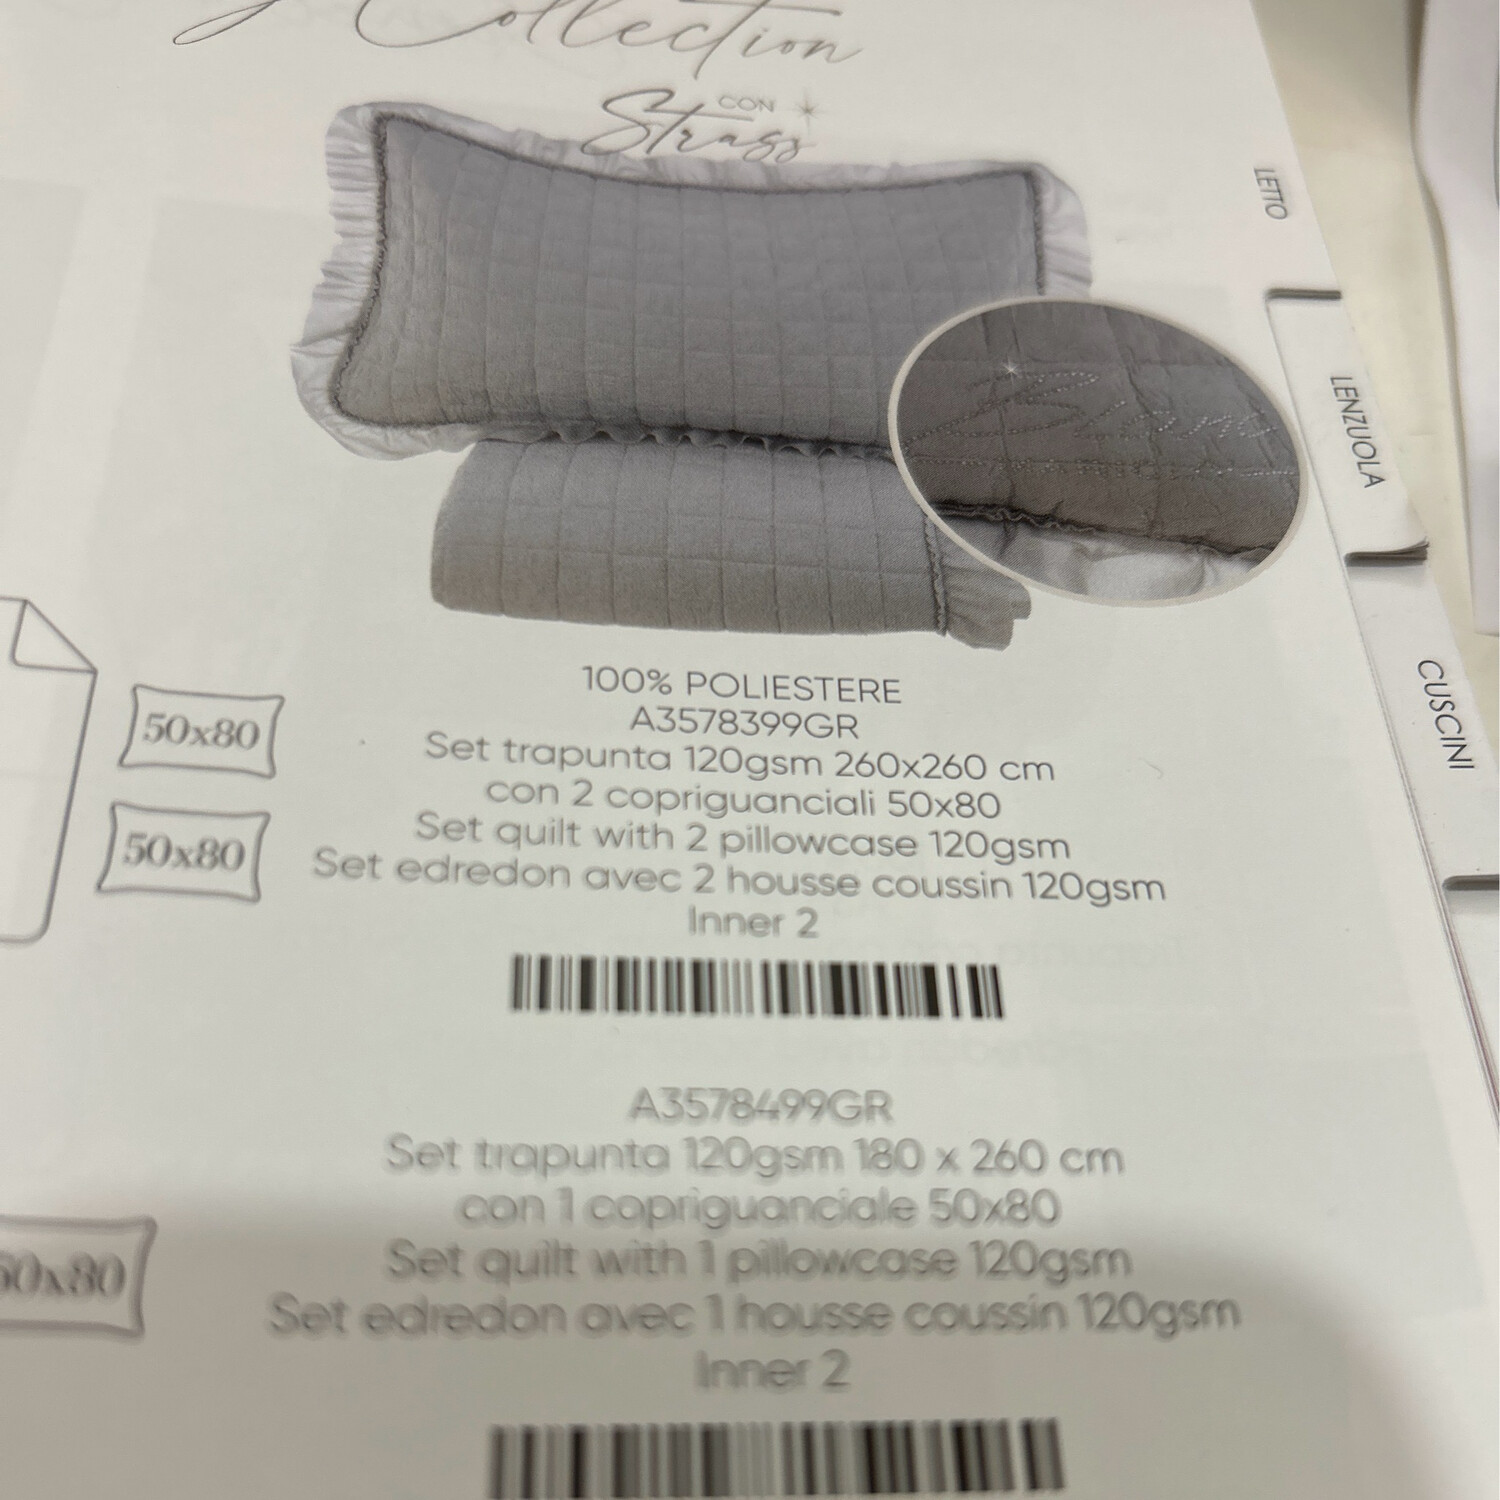 Collection
CON
Strass
LETTO
LENZUOLA
CUSCINI
50x80
50x80
100% POLIESTERE
A3578399GR
Set trapunta 120gsm 260x260 cm
con 2 copriguanciali 50x80
Set quilt with 2 pillowcase 120gsm
Set edredon avec 2 housse coussin 120gsm
Inner 2
A3578499GR
Set trapunta 120gsm 180 x 260 cm
con 1 copriguanciale 50x80
Set quilt with 1 pillowcase 120gsm
Set edredon avec 1 housse coussin 120gsm
Inner 2
50x80